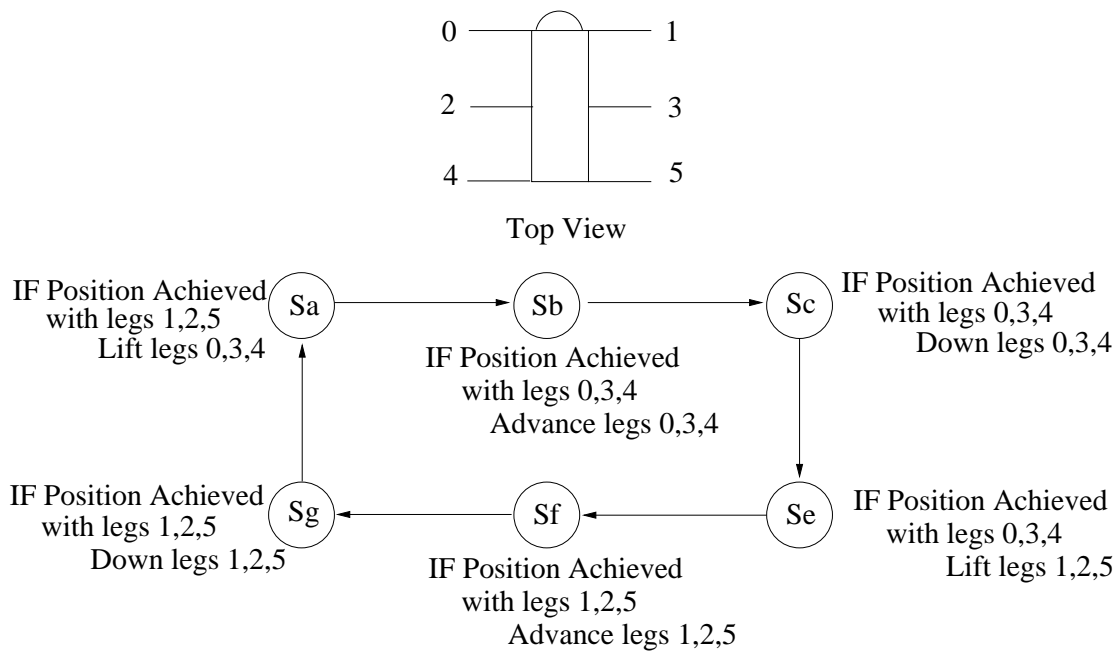 0 1
2 3
4 5
Top View
IF Position Achieved
with legs 1,2,5
Lift legs 0,3,4
Sa
Sb
IF Position Achieved
with legs 0,3,4
Advance legs 0,3,4
Sc
IF Position Achieved
with legs 0,3,4
Down legs 0,3,4
IF Position Achieved
with legs 1,2,5
Down legs 1,2,5
Sg
Sf
IF Position Achieved
with legs 1,2,5
Advance legs 1,2,5
Se
IF Position Achieved
with legs 0,3,4
Lift legs 1,2,5